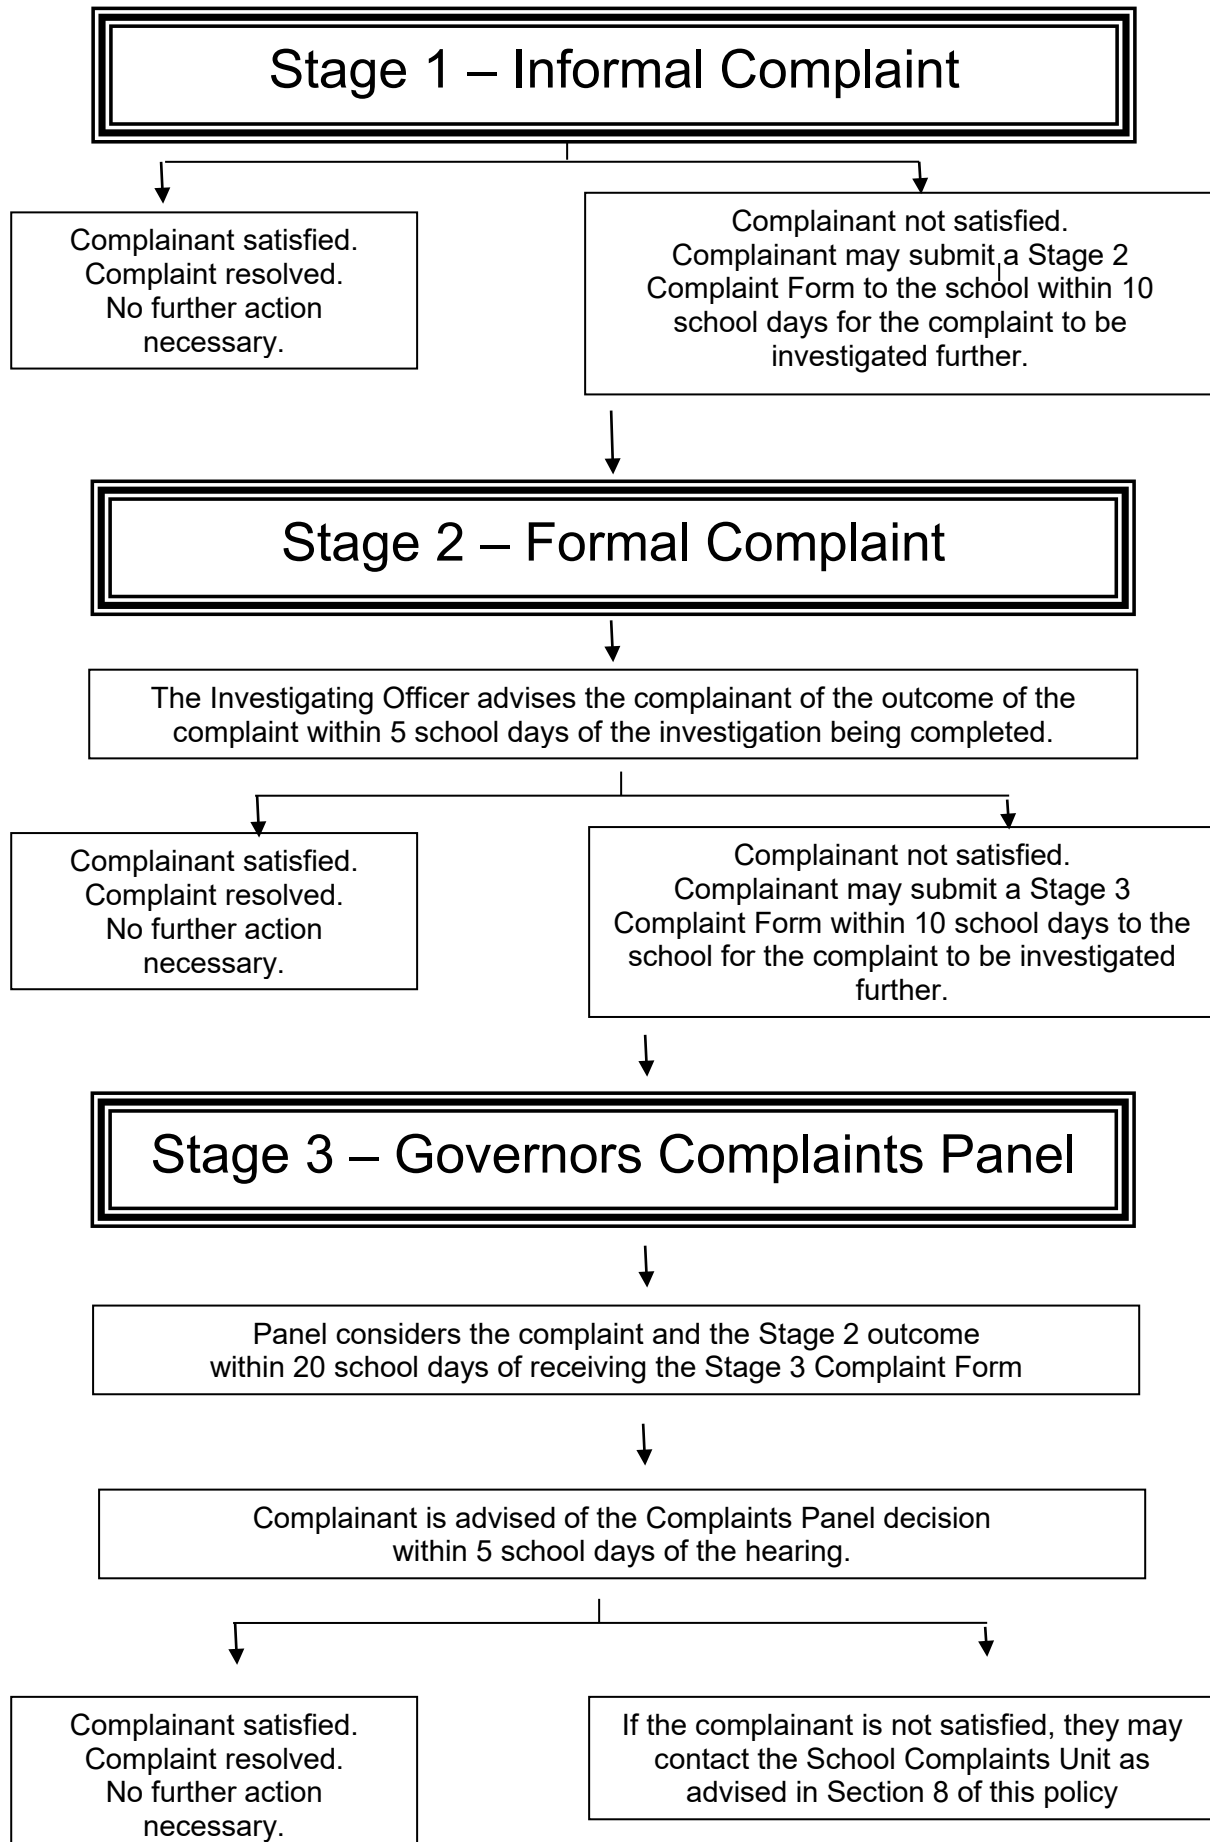 Stage 1 – Informal Complaint
Complainant satisfied.
Complaint resolved.
No further action
necessary.
Complainant not satisfied.
Complainant may submit a Stage 2
Complaint Form to the school within 10
school days for the complaint to be
investigated further.
Stage 2 – Formal Complaint
The Investigating Officer advises the complainant of the outcome of the
complaint within 5 school days of the investigation being completed.
Complainant satisfied.
Complaint resolved.
No further action
necessary.
Complainant not satisfied.
Complainant may submit a Stage 3
Complaint Form within 10 school days to the
school for the complaint to be investigated
further.
Stage 3 – Governors Complaints Panel
Panel considers the complaint and the Stage 2 outcome
within 20 school days of receiving the Stage 3 Complaint Form
Complainant is advised of the Complaints Panel decision
within 5 school days of the hearing.
Complainant satisfied.
Complaint resolved.
No further action
necessary.
If the complainant is not satisfied, they may
contact the School Complaints Unit as
advised in Section 8 of this policy